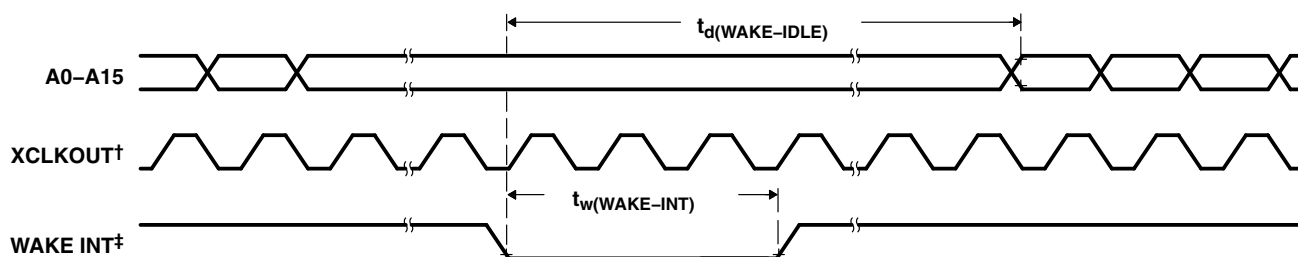 td(WAKE−IDLE)
A0−A15
XCLKOUT†
tw(WAKE−INT)
WAKE INT‡